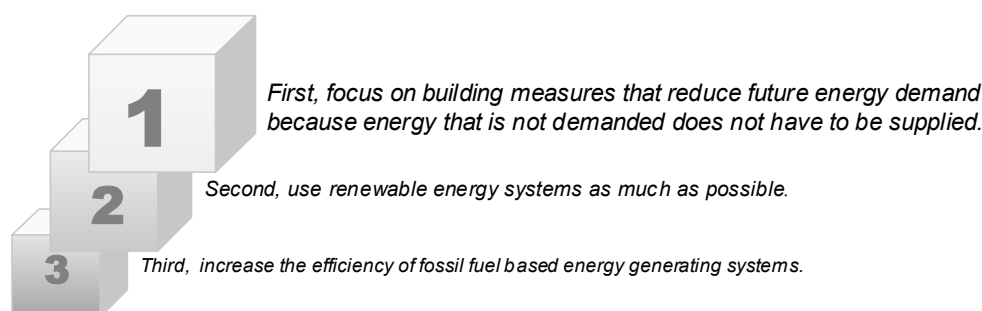 1
First, focus on building measures that reduce future energy demand
because energy that is not demanded does not have to be supplied.
2
Second, use renewable energy systems as much as possible.
3
Third, increase the efficiency of fossil fuel based energy generating systems.